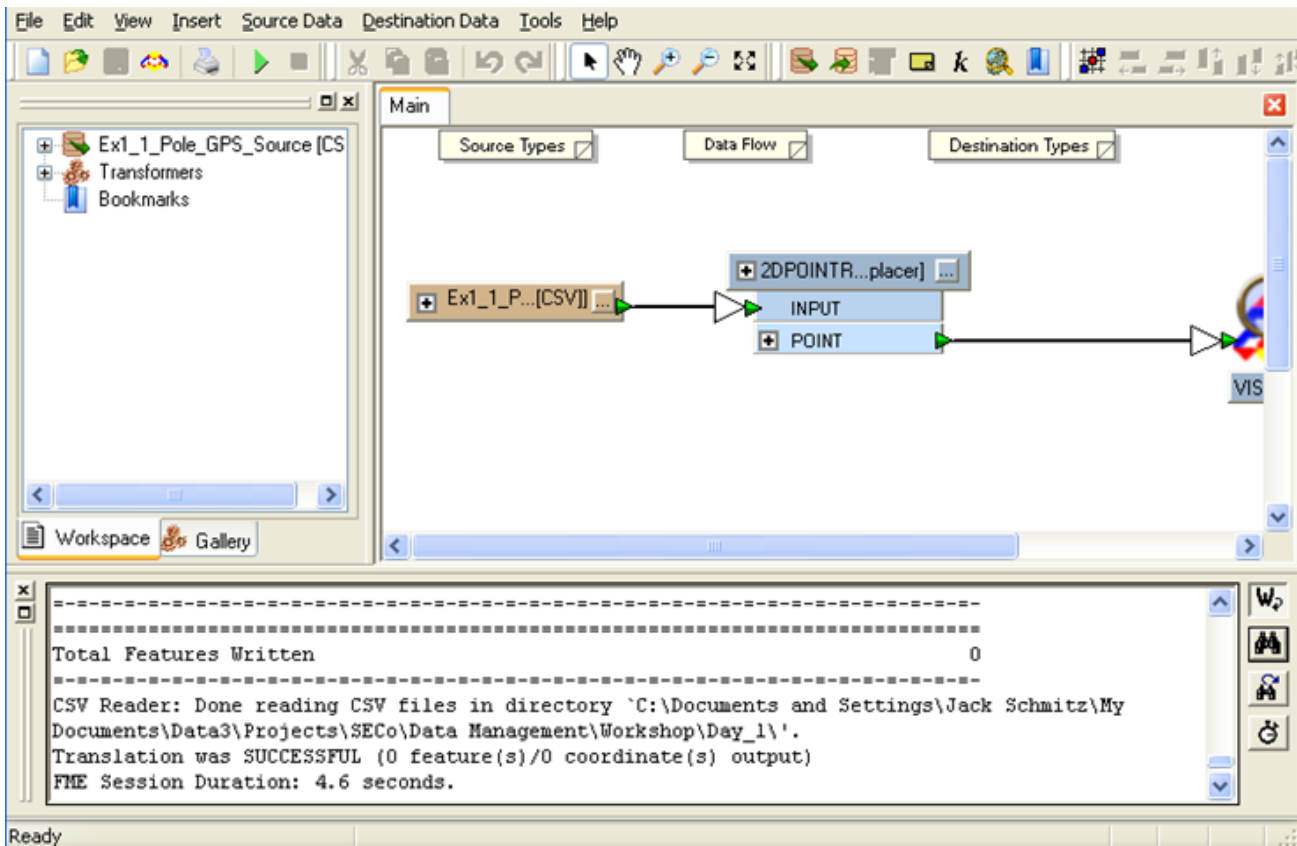 File Edit View Insert Source Data Destination Data Tools Help
Main
Source Types
Data Flow
Destination Types
Ex1_1_Pole_GPS_Source [CS
Transformers
Bookmarks
2DPOINTR...placer] ...
Ex1_1_P...[CSV]] ...
INPUT
POINT
VIS
Workspace Gallery
=-=-=-=-=-=-=-=-=-=-=-=-=-=-=-=-=-=-=-=-=-=-=-=-=-=-=-=-=-=-=-=-=-=-=-=-=-=-
==============================================================================
Total Features Written 0
=-=-=-=-=-=-=-=-=-=-=-=-=-=-=-=-=-=-=-=-=-=-=-=-=-=-=-=-=-=-=-=-=-=-=-=-=-=-
CSV Reader: Done reading CSV files in directory `C:\Documents and Settings\Jack Schmitz\My
Documents\Data3\Projects\SECo\Data Management\Workshop\Day_1\'.
Translation was SUCCESSFUL (0 feature(s)/0 coordinate(s) output)
FME Session Duration: 4.6 seconds.
Ready